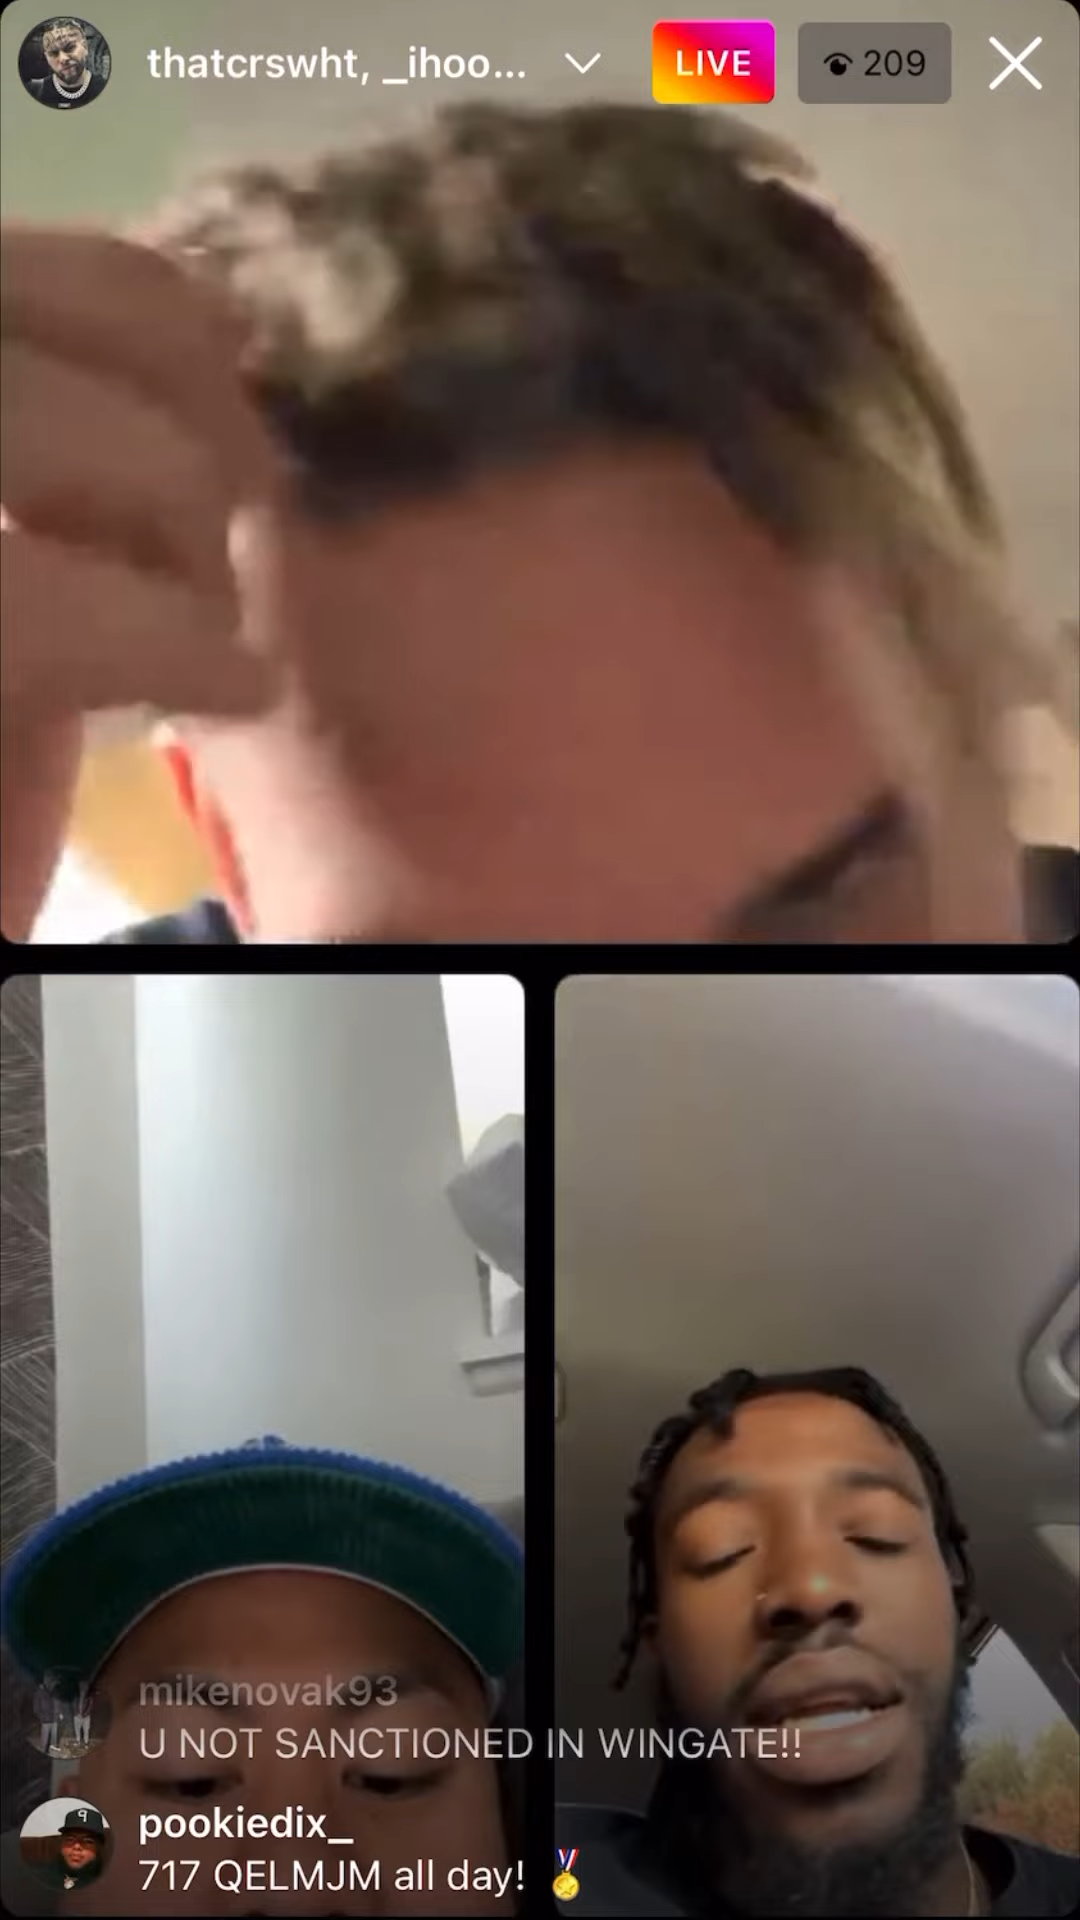 thatcrswht, _ihoo...
LIVE
209
mikenovak93
U NOT SANCTIONED IN WINGATE!!
pookiedix_
717 QELMJM all day! 🏅